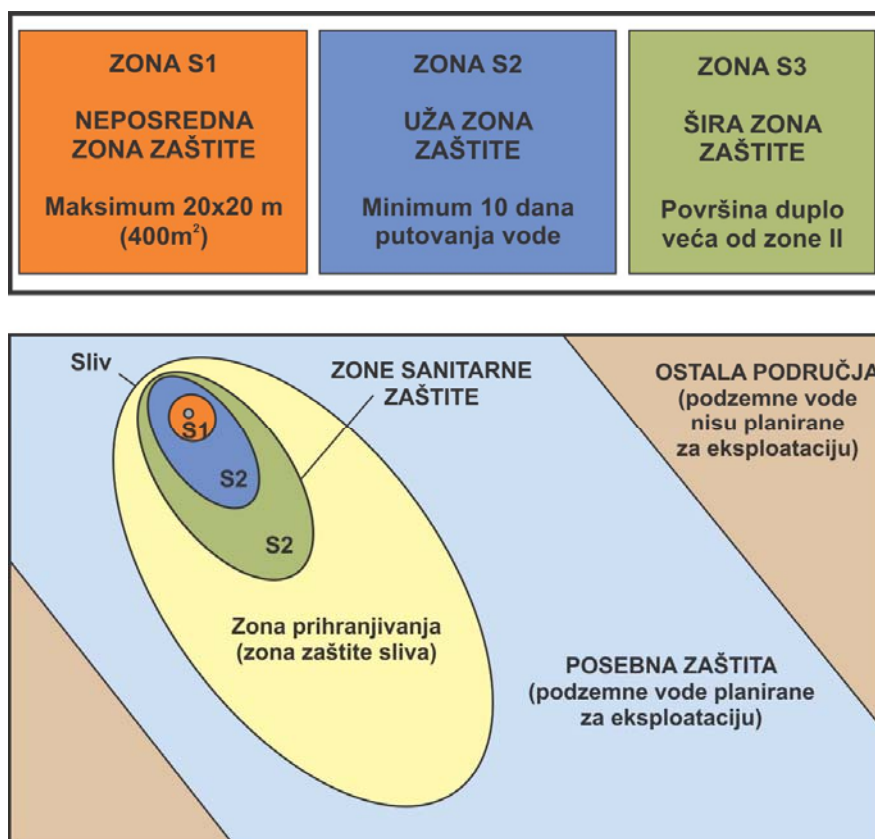 ZONA S1
NEPOSREDNA
ZONA ZAŠTITE
Maksimum 20x20 m
(400m²)
ZONA S2
UŽA ZONA
ZAŠTITE
Minimum 10 dana
putovanja vode
ZONA S3
ŠIRA ZONA
ZAŠTITE
Površina duplo
veća od zone II
Sliv
ZONE SANITARNE
ZAŠTITE
OSTALA PODRUČJA
(podzemne vode
nisu planirane
za eksploataciju)
S1
S2
S2
Zona prihranjivanja
(zona zaštite sliva)
POSEBNA ZAŠTITA
(podzemne vode planirane
za eksploataciju)